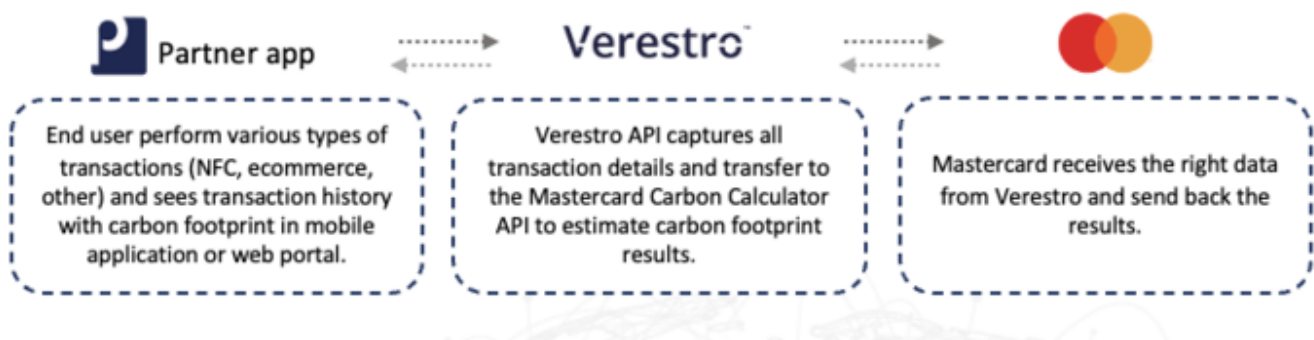 Partner app
Verestro™
End user perform various types of
transactions (NFC, ecommerce,
other) and sees transaction history
with carbon footprint in mobile
application or web portal.
Verestro API captures all
transaction details and transfer to
the Mastercard Carbon Calculator
API to estimate carbon footprint
results.
Mastercard receives the right data
from Verestro and send back the
results.